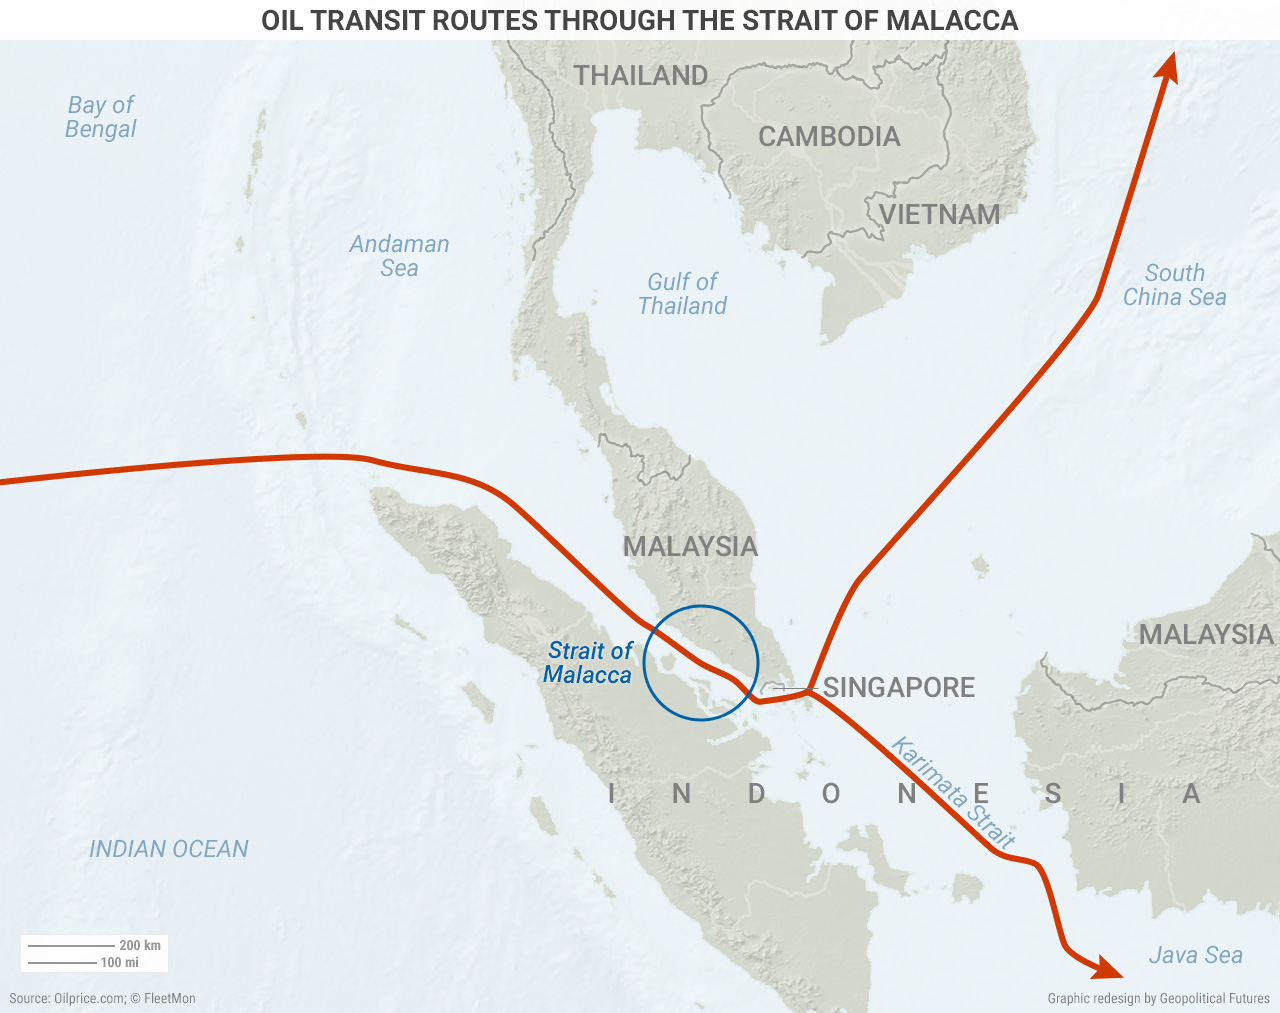 OIL TRANSIT ROUTES THROUGH THE STRAIT OF MALACCA
THAILAND
Bay of
Bengal
CAMBODIA
VIETNAM
Andaman
Sea
Gulf of
Thailand
South
China Sea
MALAYSIA
MALAYSIA
Strait of
Malacca
SINGAPORE
Karimata Strait
INDONESIA
INDIAN OCEAN
Java Sea
200 km
100 mi
Source: Oilprice.com; © FleetMon
Graphic redesign by Geopolitical Futures